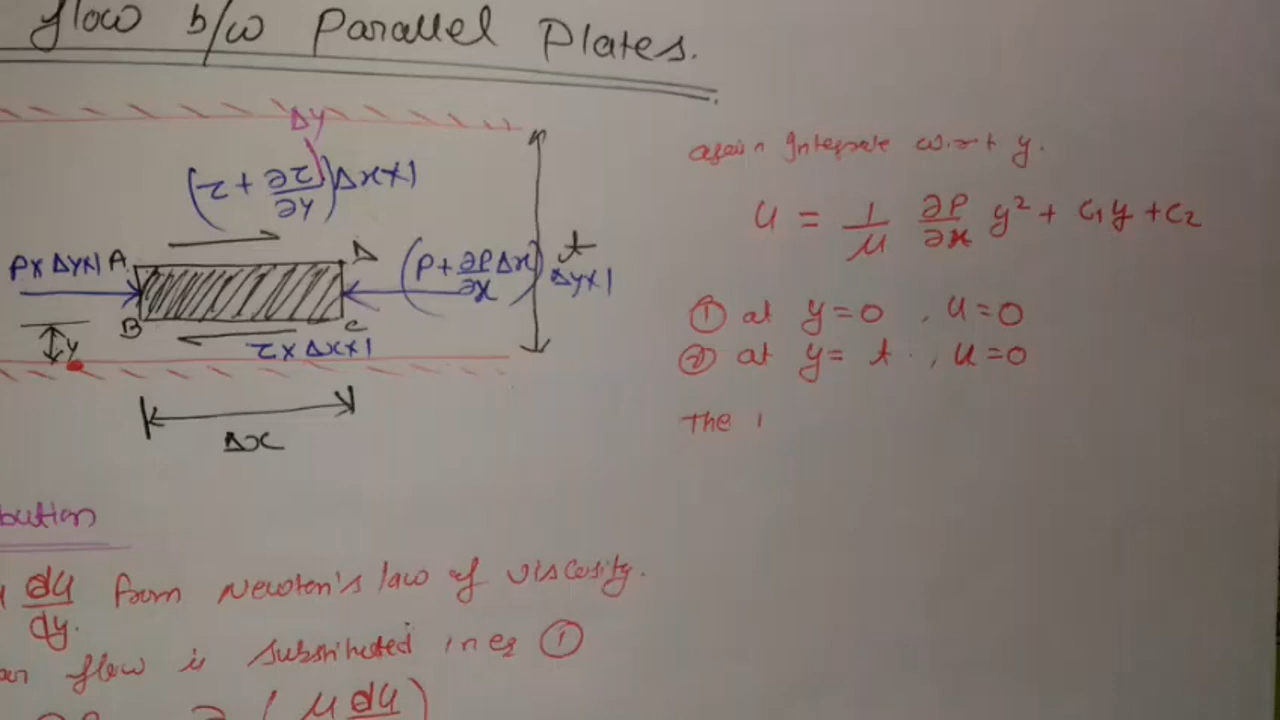 flow b/w Parallel Plates.
Δy
(τ + ∂τ/∂y) Δx×1
P× Δy×1 A
D
(P + ∂P/∂x Δx)
Δy×1
t
B
C
y
τ × Δx×1
Δx
again Integrate w.r.t y.
u = 1/μ ∂P/∂x y² + C₁y + C₂
① at y=0 , u=0
② at y= t , u=0
The
bution
du/dy. from Newton's law of viscosity.
flow is substituted in eq ①
∂ (μ du